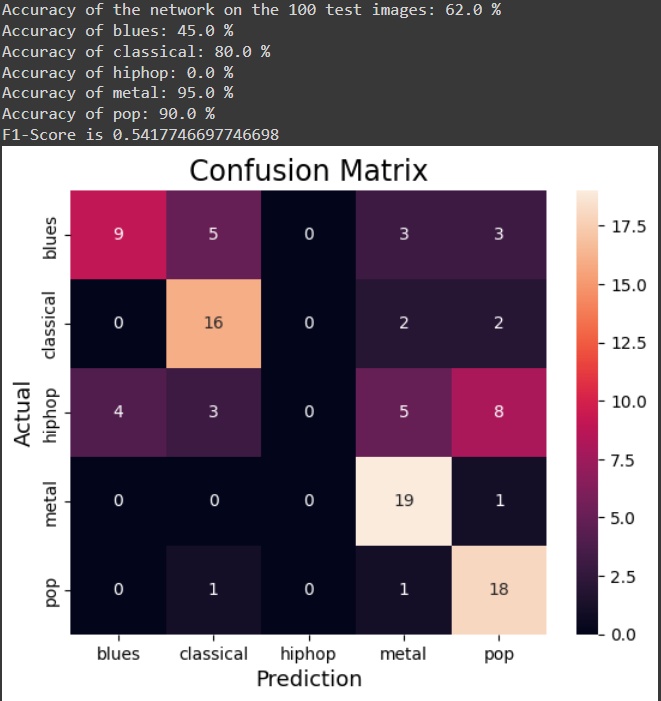 Accuracy of the network on the 100 test images: 62.0 %
Accuracy of blues: 45.0 %
Accuracy of classical: 80.0 %
Accuracy of hiphop: 0.0 %
Accuracy of metal: 95.0 %
Accuracy of pop: 90.0 %
F1-Score is 0.5417746697746698
Confusion Matrix
blues 9 5 0 3 3
classical 0 16 0 2 2
hiphop 4 3 0 5 8
metal 0 0 0 19 1
pop 0 1 0 1 18
Actual
blues classical hiphop metal pop
Prediction
17.5
15.0
12.5
10.0
7.5
5.0
2.5
0.0